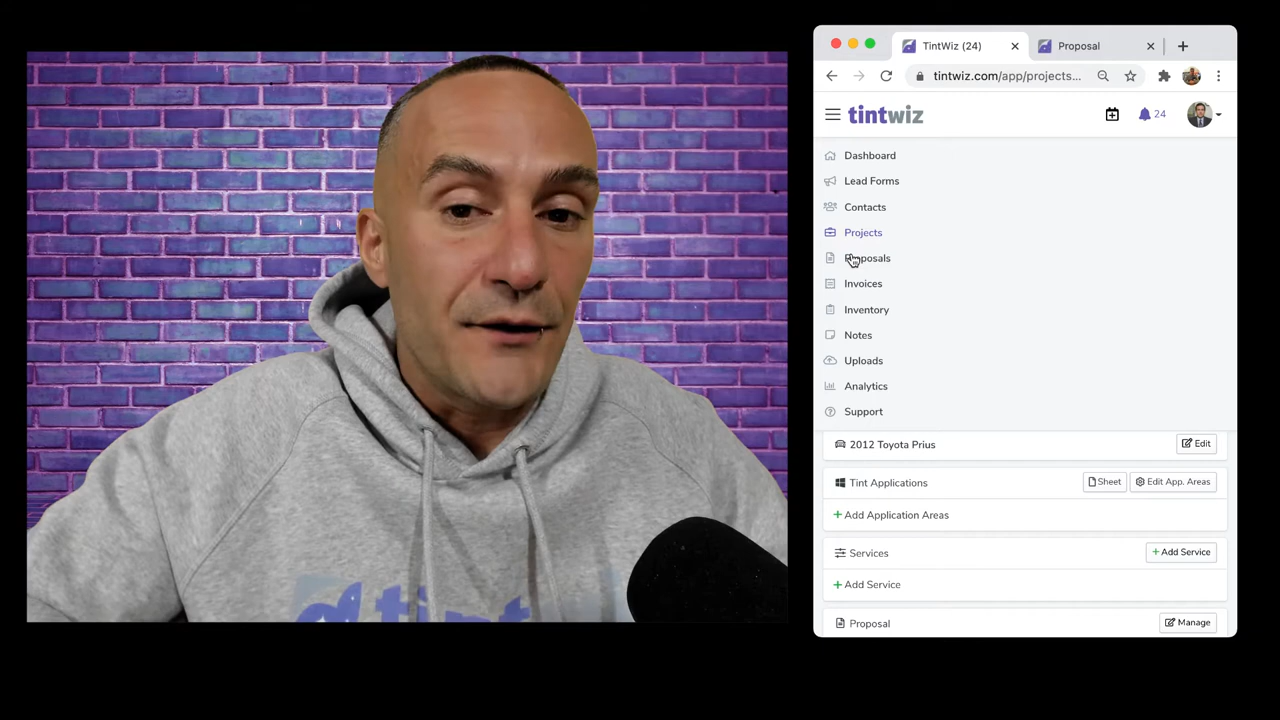 TintWiz (24)
Proposal
tintwiz.com/app/projects...
tintwiz
24
Dashboard
Lead Forms
Contacts
Projects
Proposals
Invoices
Inventory
Notes
Uploads
Analytics
Support
2012 Toyota Prius
Edit
Tint Applications
Sheet
Edit App. Areas
Add Application Areas
Services
+Add Service
Add Service
Proposal
Manage
tint